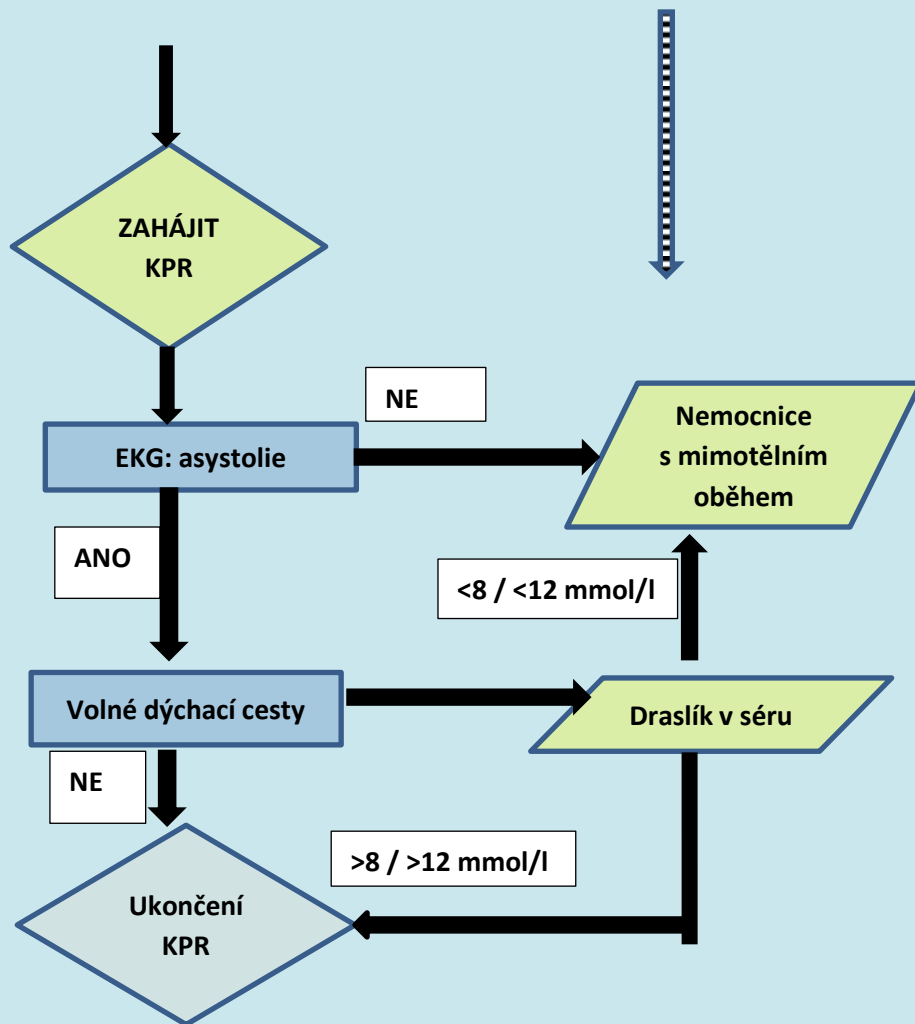 ZAHÁJIT
KPR
NE
EKG: asystolie
Nemocnice
s mimotělním
oběhem
ANO
<8 / <12 mmol/l
Volné dýchací cesty
Draslík v séru
NE
>8 / >12 mmol/l
Ukončení
KPR